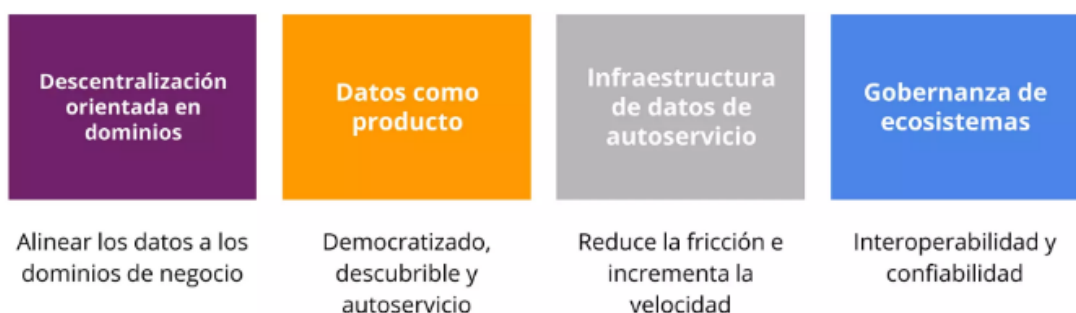 Descentralización
orientada en
dominios
Datos como
producto
Infraestructura
de datos de
autoservicio
Gobernanza de
ecosistemas
Alinear los datos a los
dominios de negocio
Democratizado,
descubrible y
autoservicio
Reduce la fricción e
incrementa la
velocidad
Interoperabilidad y
confiabilidad